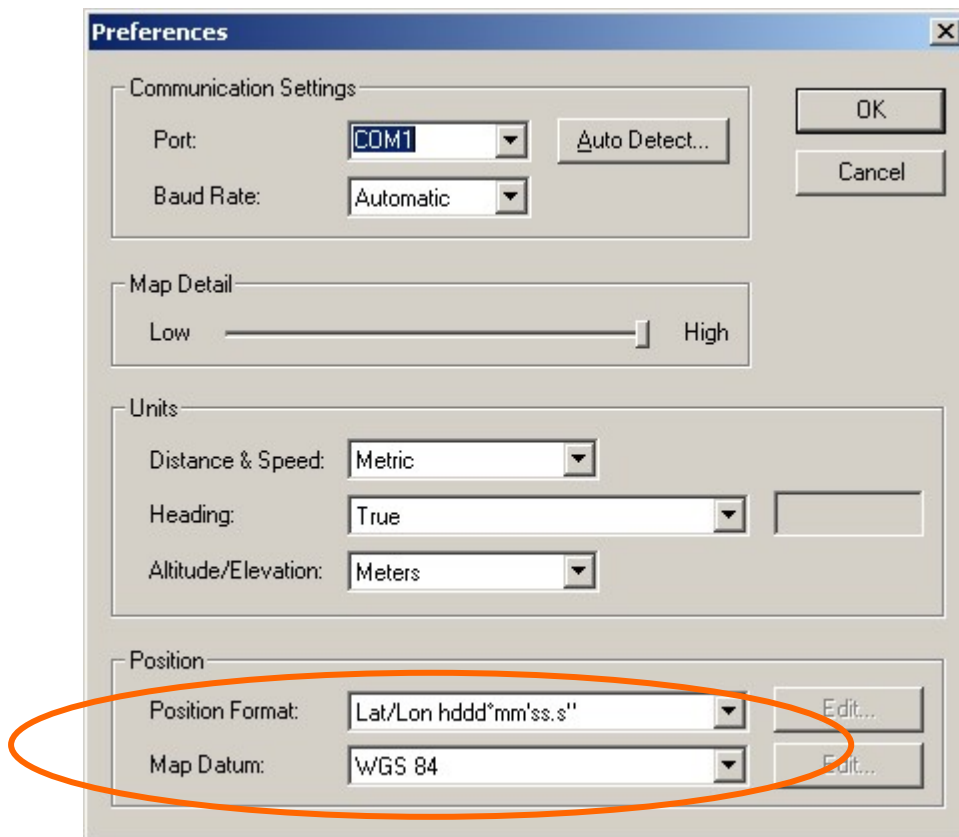 Preferences
Communication Settings
OK
Port: COM1 Auto Detect...
Cancel
Baud Rate: Automatic
Map Detail
Low High
Units
Distance & Speed: Metric
Heading: True
Altitude/Elevation: Meters
Position
Position Format: Lat/Lon hddd°mm'ss.s" Edit...
Map Datum: WGS 84 Edit...